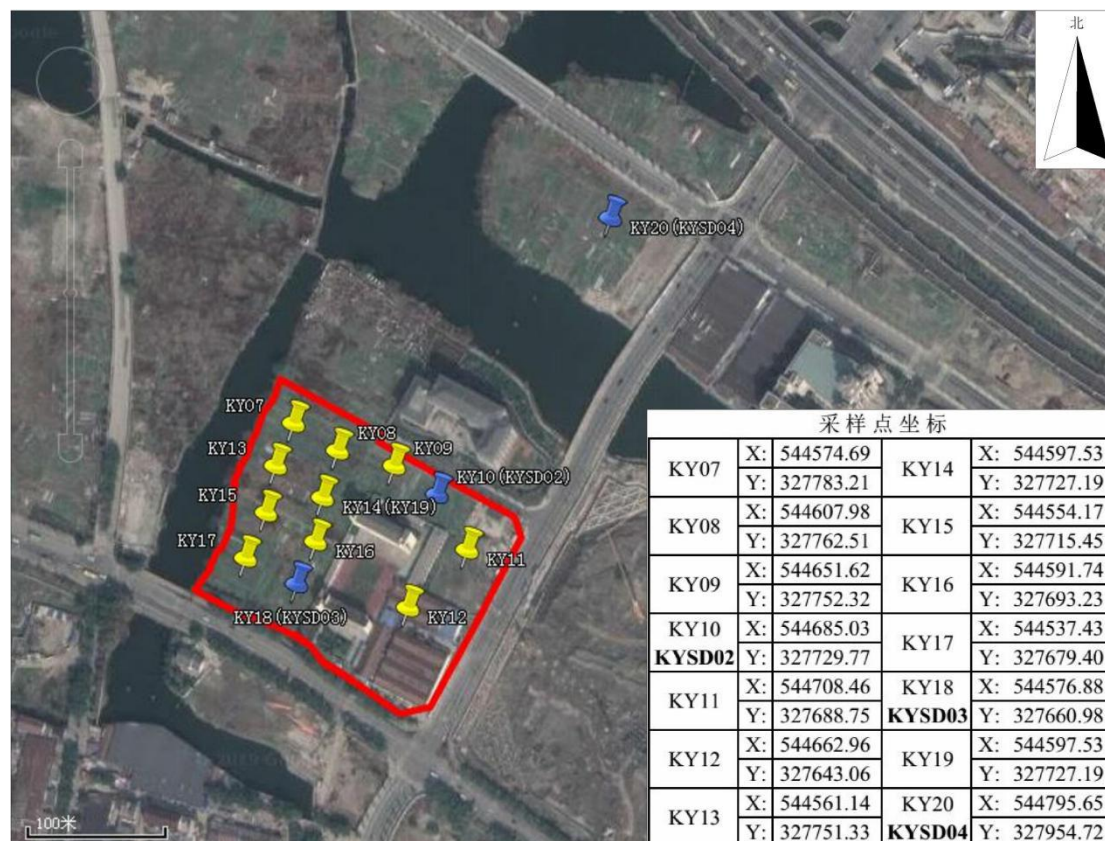 北
KY20(KYSD04)
KY07
KY08
KY13
KY09
KY10(KYSD02)
KY15
KY14(KY19)
KY17
KY16
KY11
KY18(KYSD03)
KY12
100米
采样点坐标
KY07 X: 544574.69 KY14 X: 544597.53
Y: 327783.21 Y: 327727.19
KY08 X: 544607.98 KY15 X: 544554.17
Y: 327762.51 Y: 327715.45
KY09 X: 544651.62 KY16 X: 544591.74
Y: 327752.32 Y: 327693.23
KY10 X: 544685.03 KY17 X: 544537.43
KYSD02 Y: 327729.77 Y: 327679.40
KY11 X: 544708.46 KY18 X: 544576.88
Y: 327688.75 KYSD03 Y: 327660.98
KY12 X: 544662.96 KY19 X: 544597.53
Y: 327643.06 Y: 327727.19
KY13 X: 544561.14 KY20 X: 544795.65
Y: 327751.33 KYSD04 Y: 327954.72